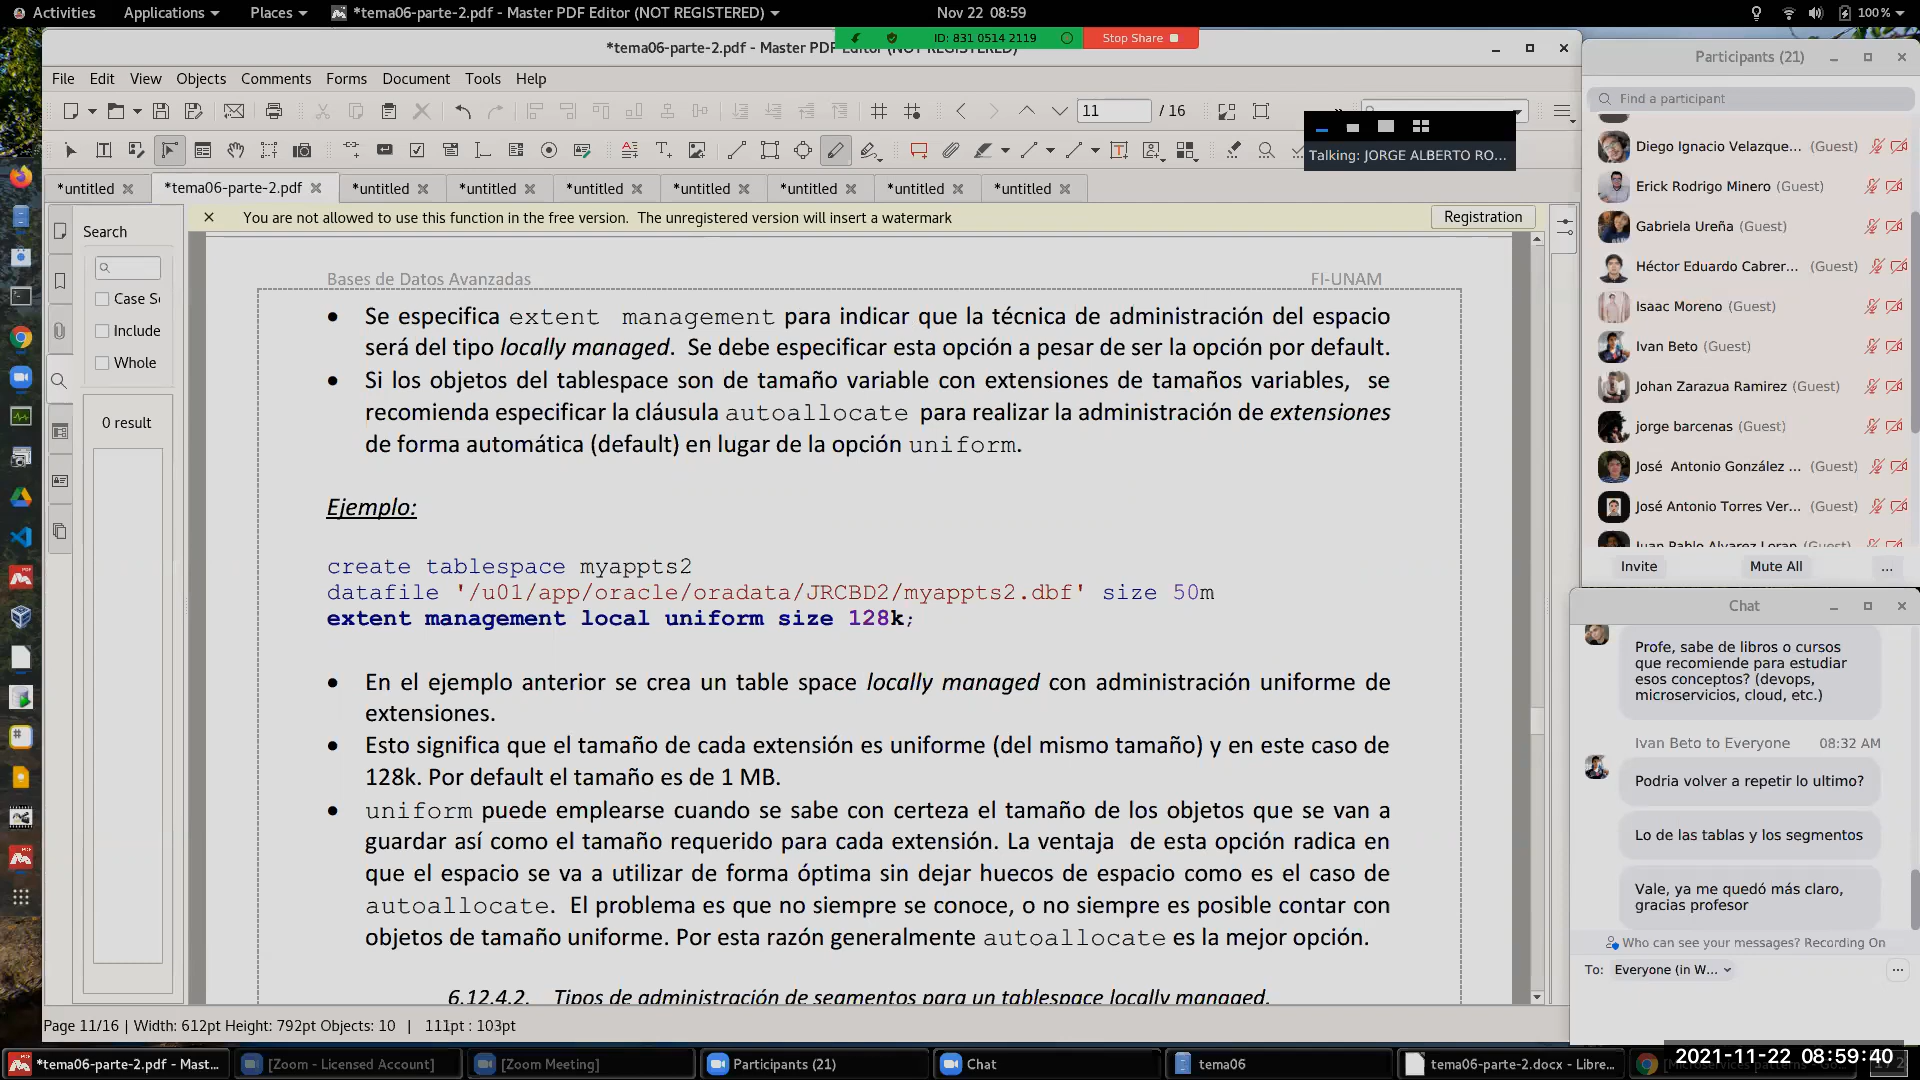 Activities
Applications
Places
*tema06-parte-2.pdf - Master PDF Editor (NOT REGISTERED)
Nov 22 08:59
100%
*tema06-parte-2.pdf - Master PDF Editor (NOT REGISTERED)
ID: 831 0514 2119
Stop Share
File Edit View Objects Comments Forms Document Tools Help
11 / 16
Talking: JORGE ALBERTO RO...
*untitled
*tema06-parte-2.pdf
*untitled
*untitled
*untitled
*untitled
*untitled
*untitled
*untitled
You are not allowed to use this function in the free version. The unregistered version will insert a watermark
Registration
Search
Case Se
Include
Whole
0 result
Bases de Datos Avanzadas
FI-UNAM
• Se especifica extent management para indicar que la técnica de administración del espacio
será del tipo locally managed. Se debe especificar esta opción a pesar de ser la opción por default.
• Si los objetos del tablespace son de tamaño variable con extensiones de tamaños variables, se
recomienda especificar la cláusula autoallocate para realizar la administración de extensiones
de forma automática (default) en lugar de la opción uniform.
Ejemplo:
create tablespace myappts2
datafile '/u01/app/oracle/oradata/JRCBD2/myappts2.dbf' size 50m
extent management local uniform size 128k;
• En el ejemplo anterior se crea un table space locally managed con administración uniforme de
extensiones.
• Esto significa que el tamaño de cada extensión es uniforme (del mismo tamaño) y en este caso de
128k. Por default el tamaño es de 1 MB.
• uniform puede emplearse cuando se sabe con certeza el tamaño de los objetos que se van a
guardar así como el tamaño requerido para cada extensión. La ventaja de esta opción radica en
que el espacio se va a utilizar de forma óptima sin dejar huecos de espacio como es el caso de
autoallocate. El problema es que no siempre se conoce, o no siempre es posible contar con
objetos de tamaño uniforme. Por esta razón generalmente autoallocate es la mejor opción.
6.12.4.2. Tipos de administración de segmentos para un tablespace locally managed.
Page 11/16 | Width: 612pt Height: 792pt Objects: 10 | 111pt : 103pt
Participants (21)
Find a participant
Diego Ignacio Velazque... (Guest)
Erick Rodrigo Minero (Guest)
Gabriela Ureña (Guest)
Héctor Eduardo Cabrer... (Guest)
Isaac Moreno (Guest)
Ivan Beto (Guest)
Johan Zarazua Ramirez (Guest)
jorge barcenas (Guest)
José Antonio González ... (Guest)
José Antonio Torres Ver... (Guest)
Juan Pablo Alvarez Loran (Guest)
Invite
Mute All
...
Chat
Profe, sabe de libros o cursos
que recomiende para estudiar
esos conceptos? (devops,
microservicios, cloud, etc.)
Ivan Beto to Everyone 08:32 AM
Podria volver a repetir lo ultimo?
Lo de las tablas y los segmentos
Vale, ya me quedó más claro,
gracias profesor
Who can see your messages? Recording On
To: Everyone (in W...
*tema06-parte-2.pdf - Mast...
[Zoom - Licensed Account]
[Zoom Meeting]
Participants (21)
Chat
tema06
tema06-parte-2.docx - Libre...
2021-11-22 08:59:40